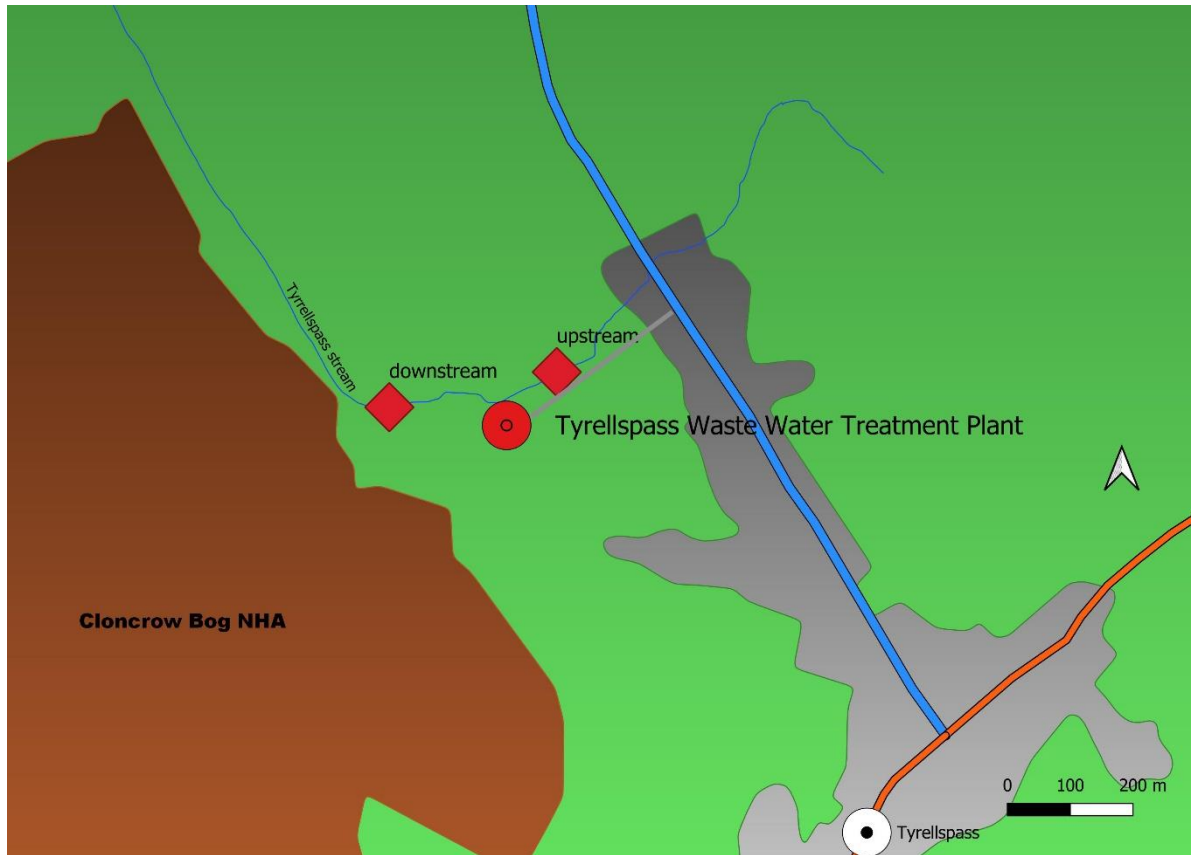 Tyrrellspass stream
upstream
downstream
Tyrellspass Waste Water Treatment Plant
Cloncrow Bog NHA
0 100 200 m
Tyrellspass